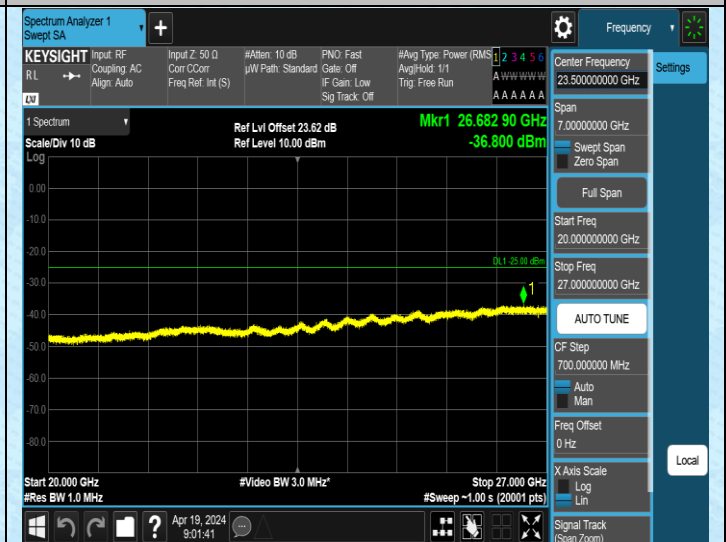 Spectrum Analyzer 1
Swept SA
Frequency
KEYSIGHT
RL
LXI
Input: RF
Coupling: AC
Align: Auto
Input Z: 50 Ω
Corr CCorr
Freq Ref: Int (S)
#Atten: 10 dB
µW Path: Standard
PNO: Fast
Gate: Off
IF Gain: Low
Sig Track: Off
#Avg Type: Power (RMS
Avg|Hold: 1/1
Trig: Free Run
1 2 3 4 5 6
A W W W W W
A A A A A A
1 Spectrum
Scale/Div 10 dB
Log
Ref Lvl Offset 23.62 dB
Ref Level 10.00 dBm
Mkr1 26.682 90 GHz
-36.800 dBm
0.00
-10.0
-20.0
-30.0
-40.0
-50.0
-60.0
-70.0
-80.0
DL1 -25.00 dBm
1
Start 20.000 GHz
#Res BW 1.0 MHz
#Video BW 3.0 MHz*
Stop 27.000 GHz
#Sweep ~1.00 s (20001 pts)
Apr 19, 2024
9:01:41
Center Frequency
23.500000000 GHz
Span
7.00000000 GHz
Swept Span
Zero Span
Full Span
Start Freq
20.000000000 GHz
Stop Freq
27.000000000 GHz
AUTO TUNE
CF Step
700.000000 MHz
Auto
Man
Freq Offset
0 Hz
X Axis Scale
Log
Lin
Signal Track
(Span Zoom)
Settings
Local